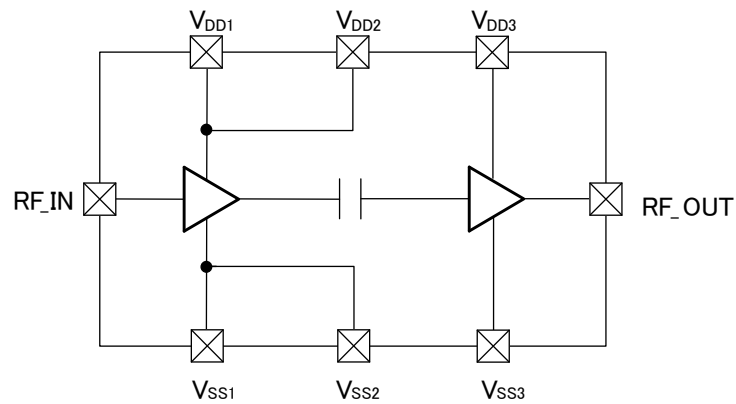 VDD1
VDD2
VDD3
RF_IN
RF_OUT
VSS1
VSS2
VSS3